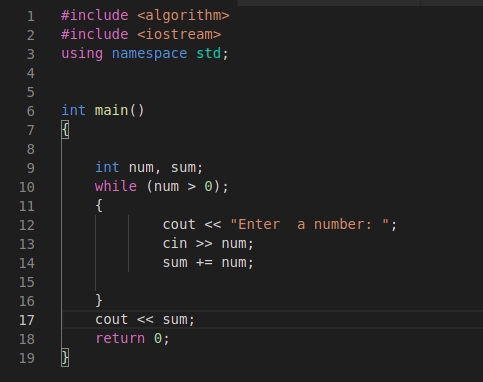 1 #include <algorithm>
2 #include <iostream>
3 using namespace std;
4
5
6 int main()
7 {
8
9 int num, sum;
10 while (num > 0);
11 {
12 cout << "Enter  a number: ";
13 cin >> num;
14 sum += num;
15
16 }
17 cout << sum;
18 return 0;
19 }